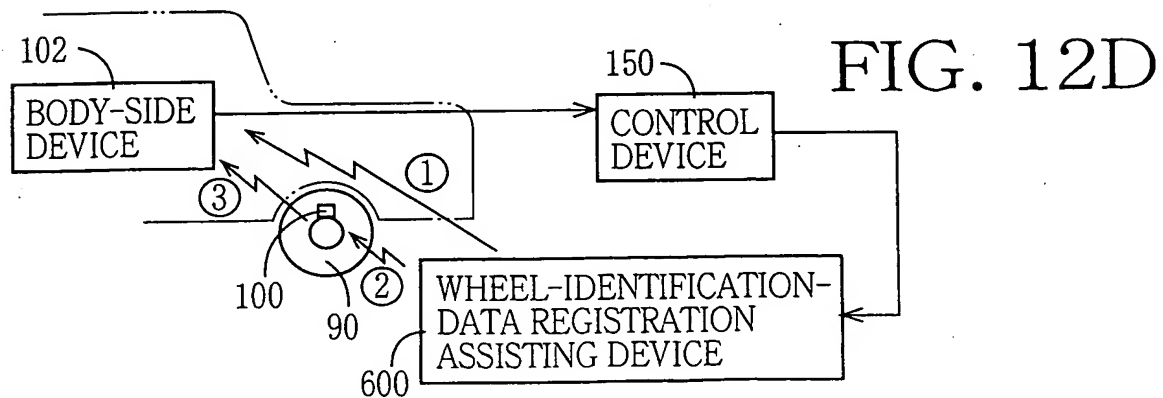 FIG. 12D
102
BODY-SIDE
DEVICE
150
CONTROL
DEVICE
①
③
②
100
90
WHEEL-IDENTIFICATION-
DATA REGISTRATION
ASSISTING DEVICE
600